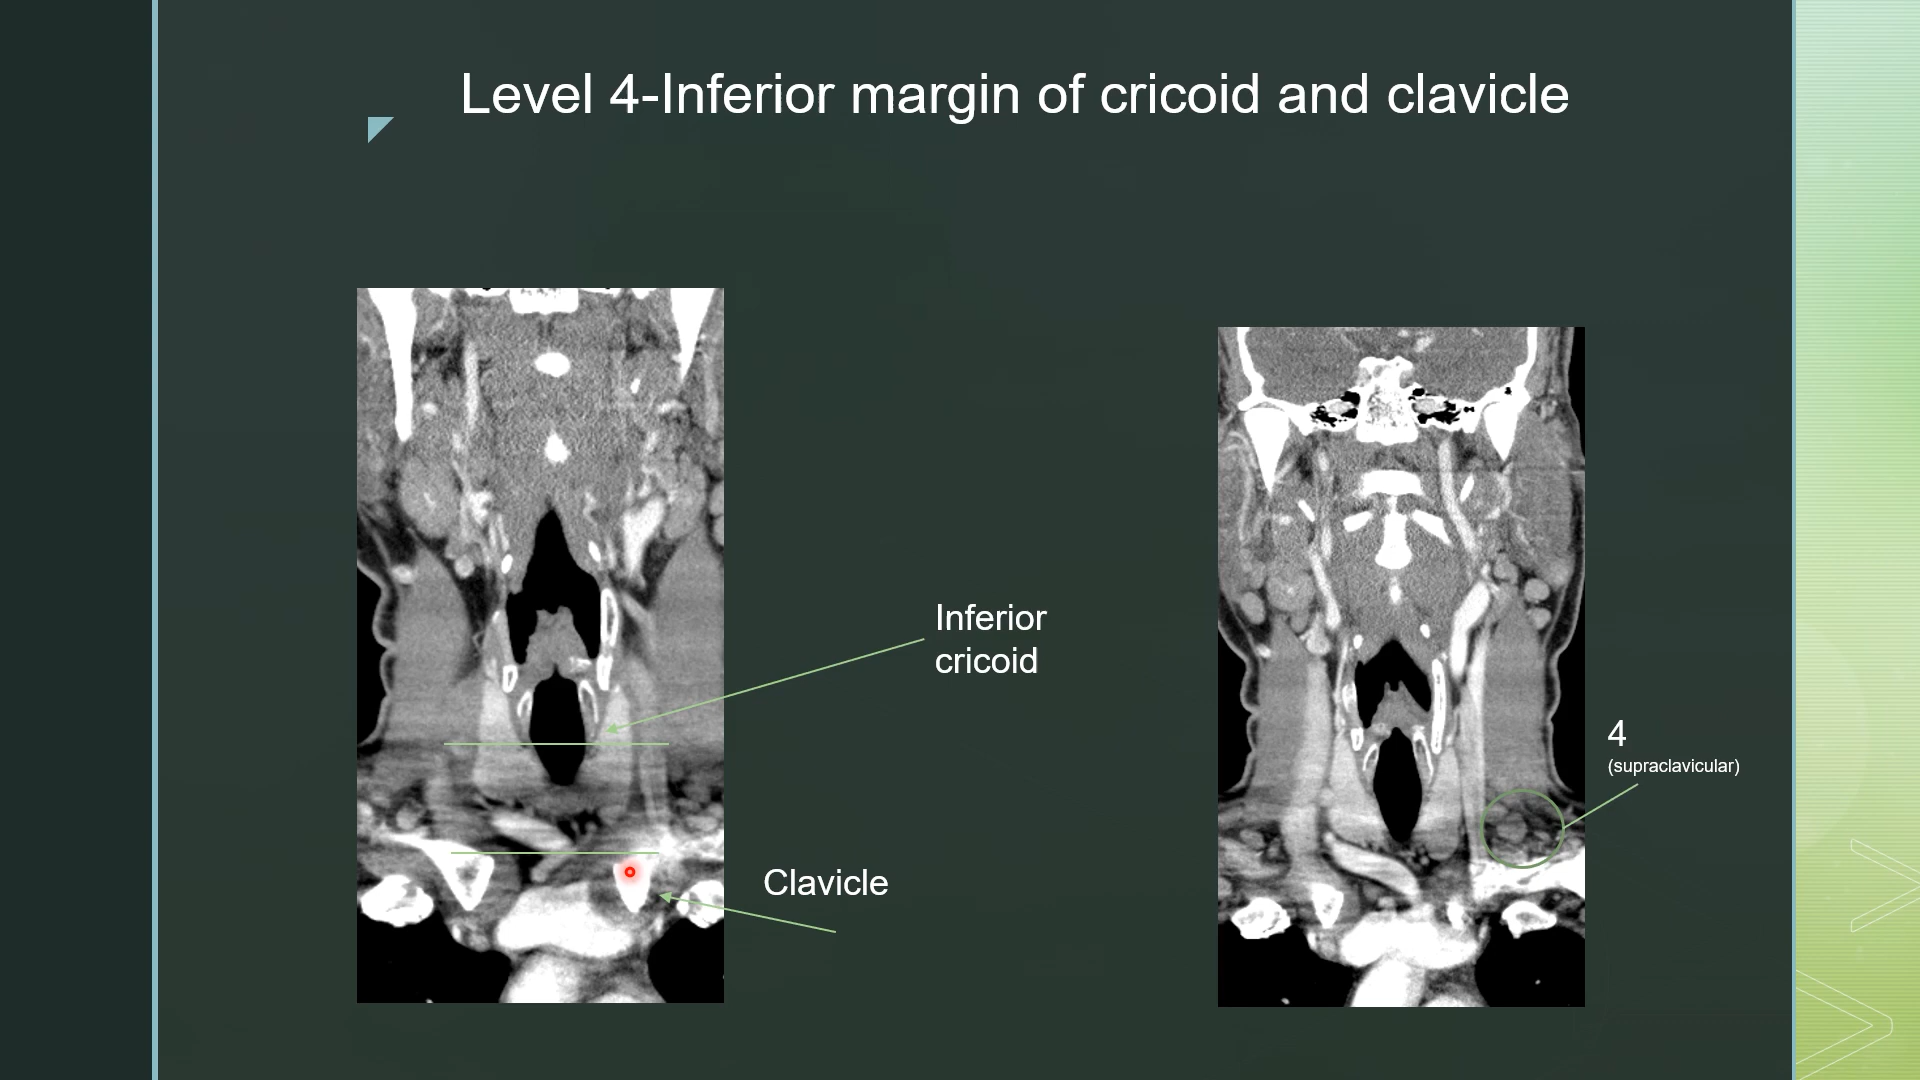 Level 4-Inferior margin of cricoid and clavicle
Inferior
cricoid
Clavicle
4
(supraclavicular)